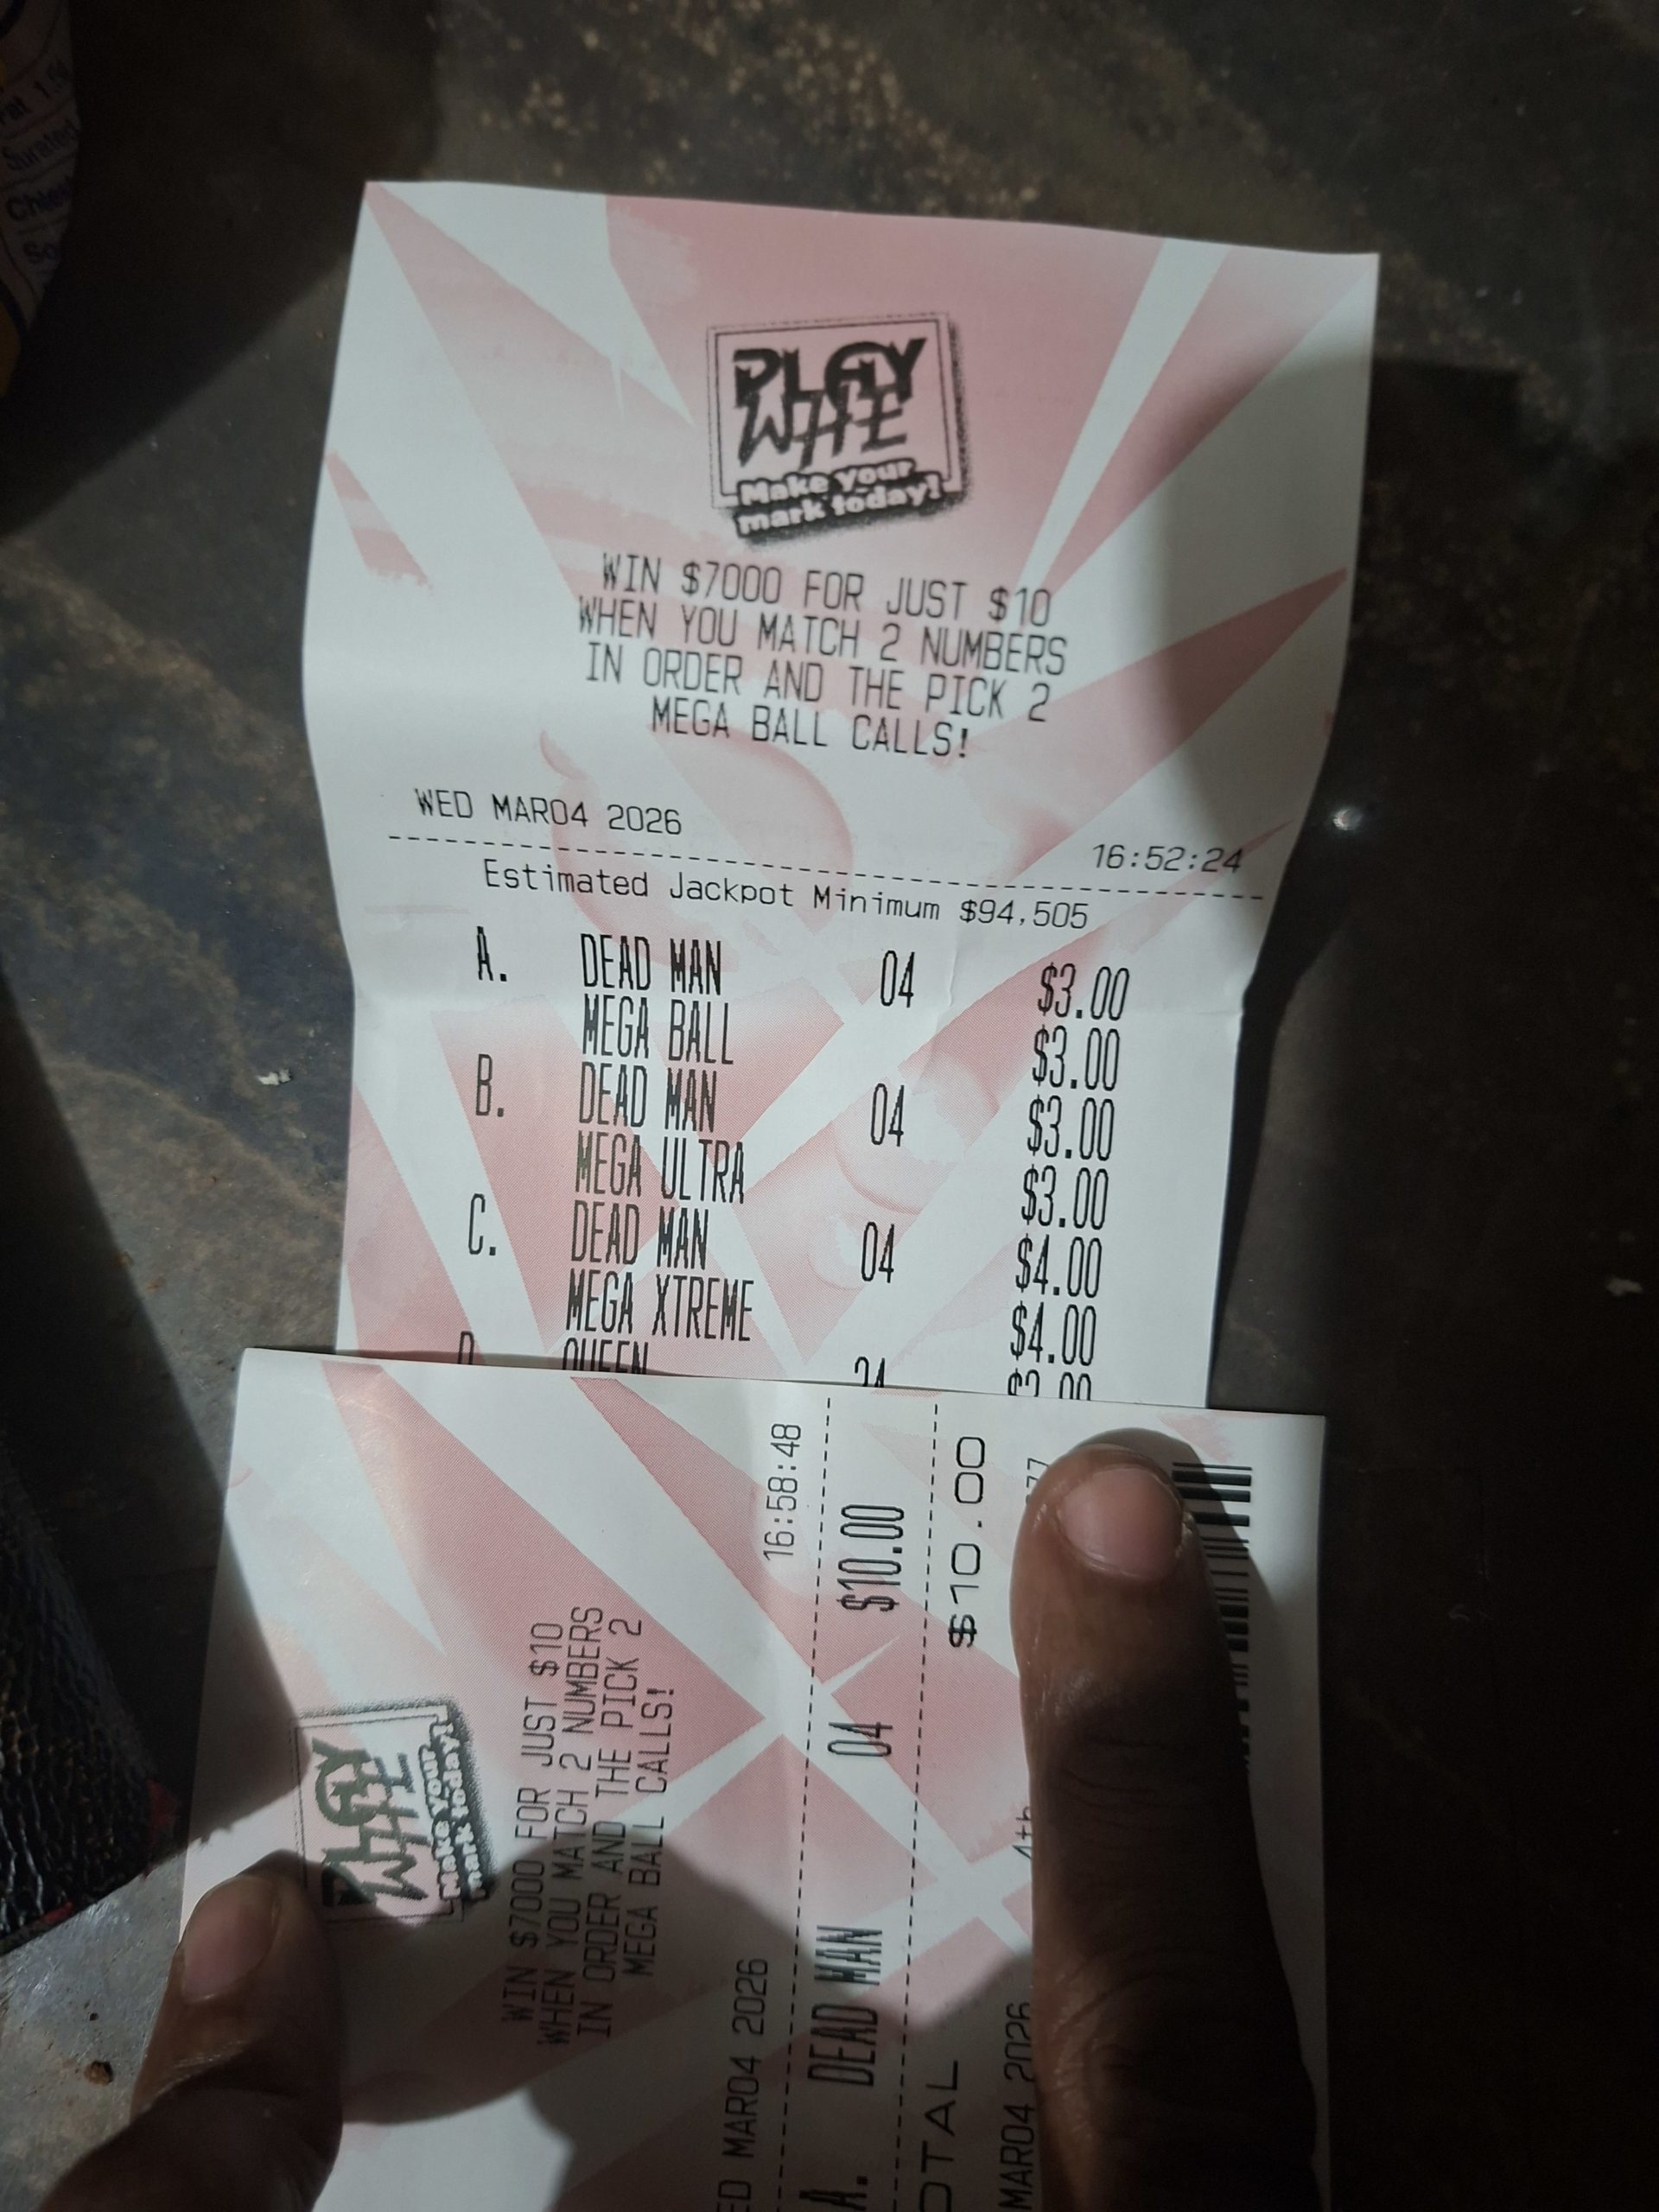 PLAY
WHE
Make your
mark today!
WIN $7000 FOR JUST $10
WHEN YOU MATCH 2 NUMBERS
IN ORDER AND THE PICK 2
MEGA BALL CALLS!
WED MAR04 2026 16:52:24
Estimated Jackpot Minimum $94,505
A. DEAD MAN 04 $3.00
MEGA BALL $3.00
B. DEAD MAN 04 $3.00
MEGA ULTRA $3.00
C. DEAD MAN 04 $4.00
MEGA XTREME $4.00
QUEEN
PLAY
WHE
Make your
mark today!
WIN $7000 FOR JUST $10
WHEN YOU MATCH 2 NUMBERS
IN ORDER AND THE PICK 2
MEGA BALL CALLS!
ED MAR04 2026 16:58:48
A. DEAD MAN 04 $10.00
OTAL $10.00
MAR04 2026 4th 77